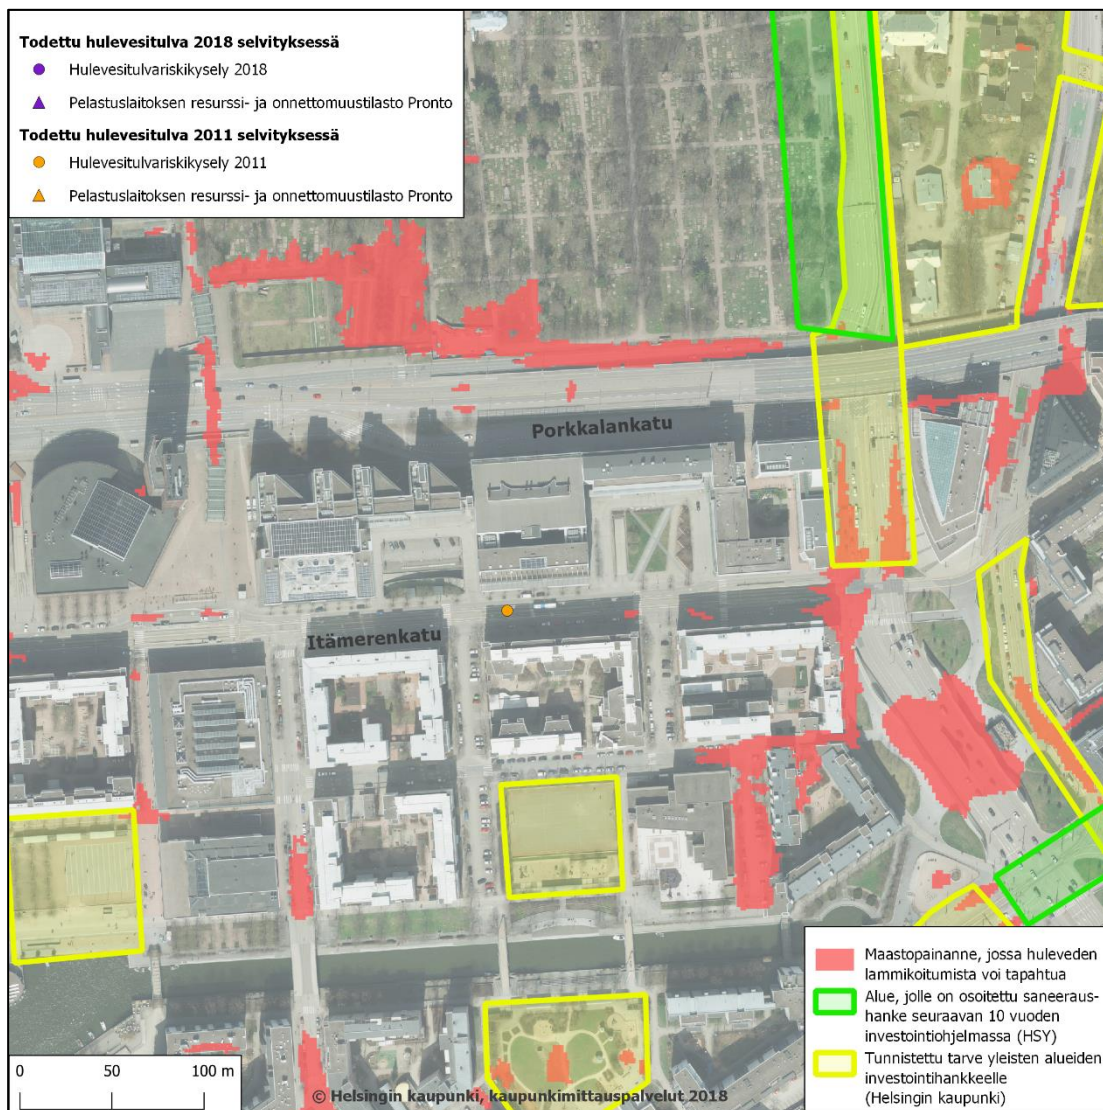 Todettu hulevesitulva 2018 selvityksessä
Hulevesitulvariskikysely 2018
Pelastuslaitoksen resurssi- ja onnettomuustilasto Pronto
Todettu hulevesitulva 2011 selvityksessä
Hulevesitulvariskikysely 2011
Pelastuslaitoksen resurssi- ja onnettomuustilasto Pronto
Porkkalankatu
Itämerenkatu
Maastopainanne, jossa huleveden
lammikoitumista voi tapahtua
Alue, jolle on osoitettu saneeraus-
hanke seuraavan 10 vuoden
investointiohjelmassa (HSY)
Tunnistettu tarve yleisten alueiden
investointihankkeelle
(Helsingin kaupunki)
0 50 100 m
© Helsingin kaupunki, kaupunkimittauspalvelut 2018